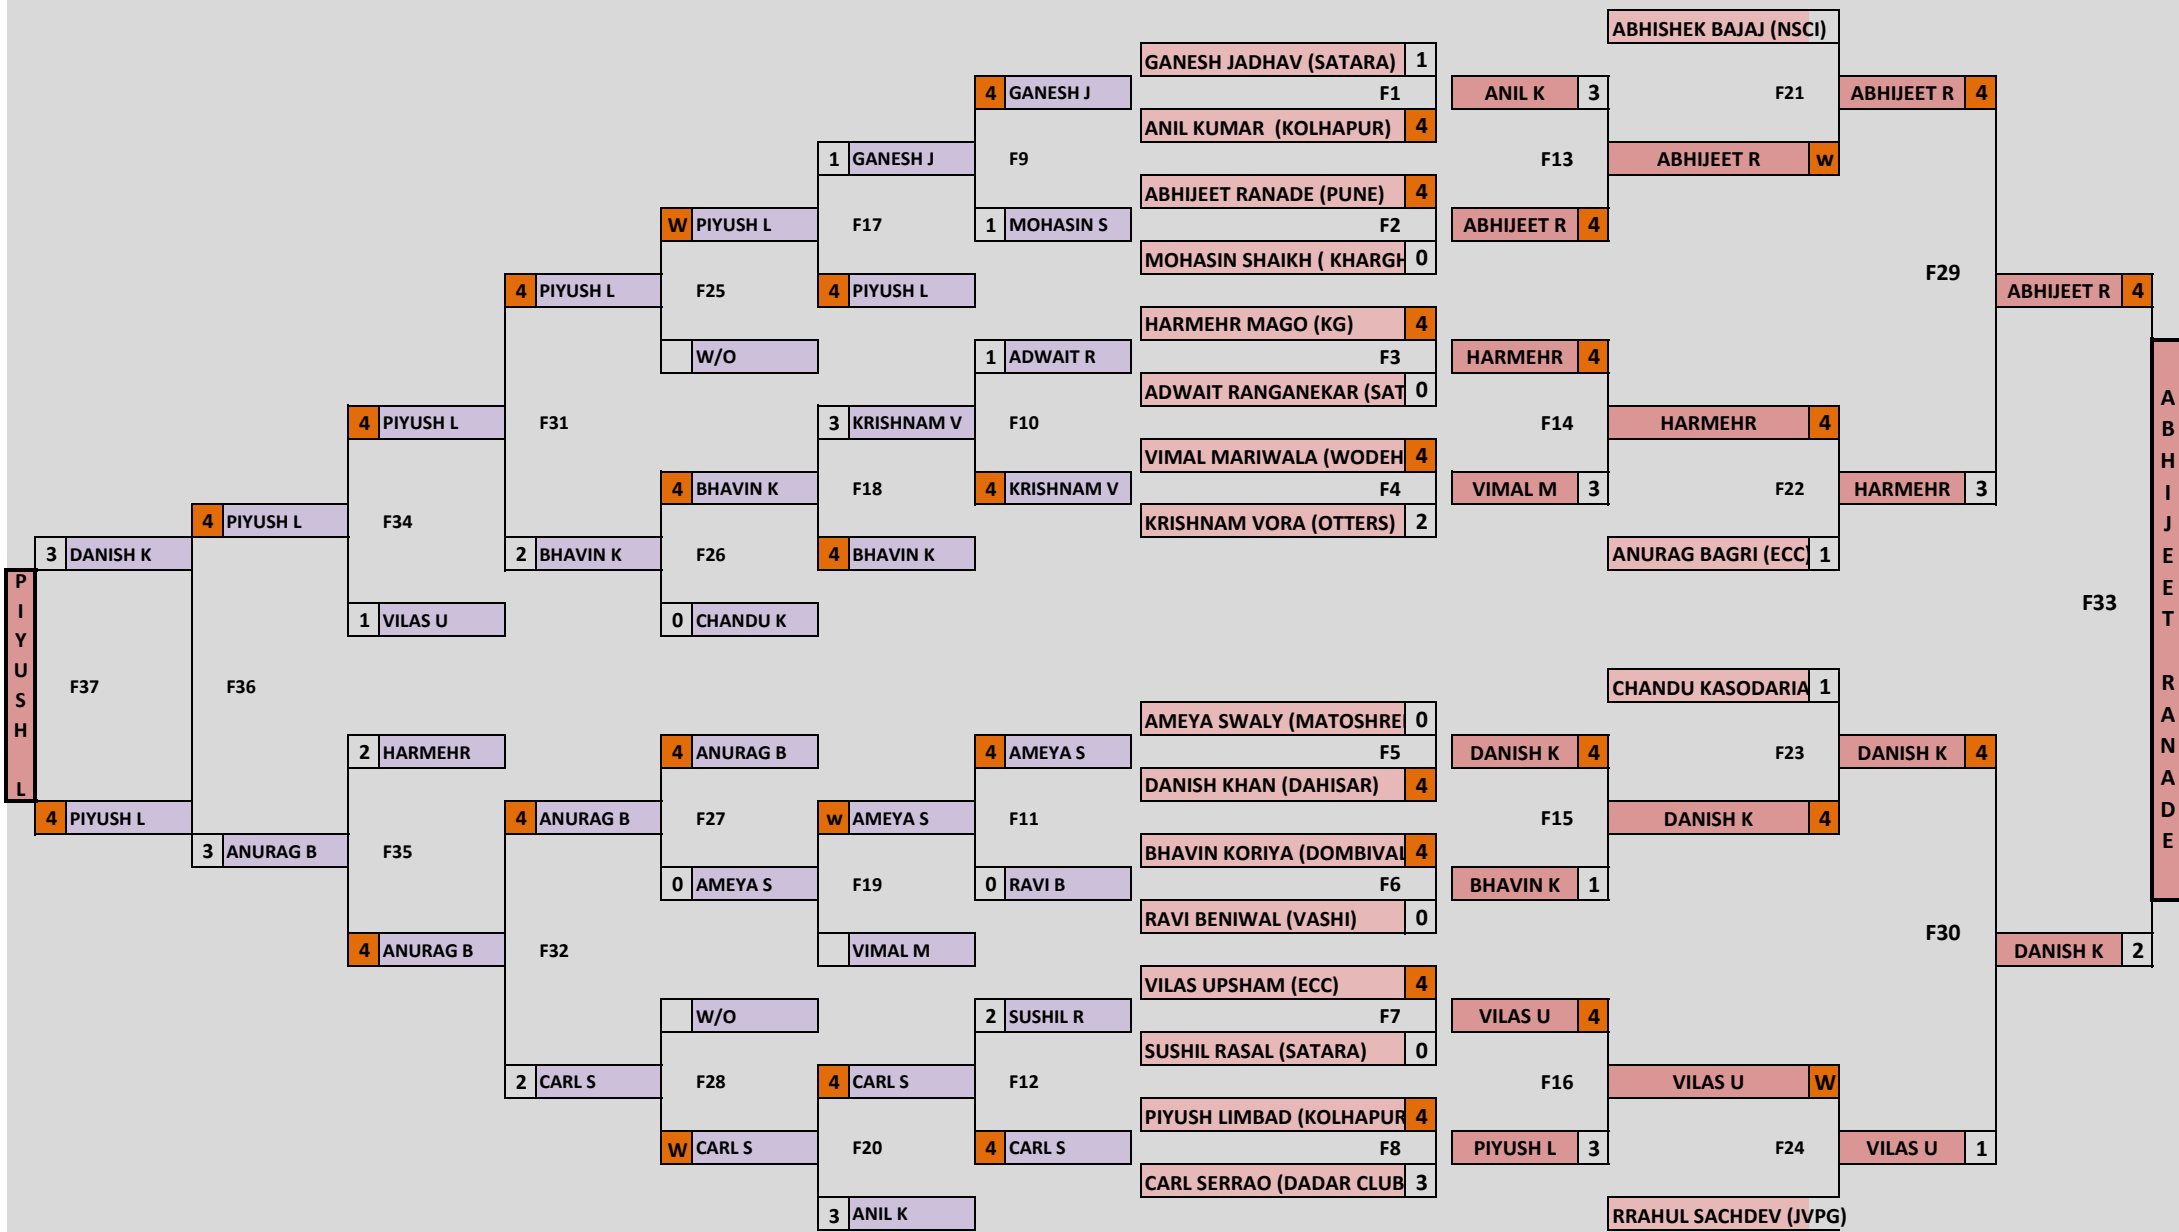 ABHISHEK BAJAJ (NSCI)
GANESH JADHAV (SATARA) 1
4 GANESH J F1 ANIL K 3 F21 ABHIJEET R 4
ANIL KUMAR (KOLHAPUR) 4
1 GANESH J F9 F13 ABHIJEET R w
ABHIJEET RANADE (PUNE) 4
W PIYUSH L F17 1 MOHASIN S F2 ABHIJEET R 4
MOHASIN SHAIKH ( KHARGH 0
F29
4 PIYUSH L F25 4 PIYUSH L ABHIJEET R 4
HARMEHR MAGO (KG) 4
W/O 1 ADWAIT R F3 HARMEHR 4
ADWAIT RANGANEKAR (SAT 0
4 PIYUSH L F31 3 KRISHNAM V F10 F14 HARMEHR 4
VIMAL MARIWALA (WODEH 4
4 BHAVIN K F18 4 KRISHNAM V F4 VIMAL M 3 F22 HARMEHR 3
4 PIYUSH L F34 KRISHNAM VORA (OTTERS) 2
3 DANISH K 2 BHAVIN K F26 4 BHAVIN K ANURAG BAGRI (ECC) 1
F33
1 VILAS U 0 CHANDU K
F37 F36 CHANDU KASODARIA 1
AMEYA SWALY (MATOSHRE 0
2 HARMEHR 4 ANURAG B 4 AMEYA S F5 DANISH K 4 F23 DANISH K 4
DANISH KHAN (DAHISAR) 4
4 PIYUSH L 4 ANURAG B F27 w AMEYA S F11 F15 DANISH K 4
3 ANURAG B F35 BHAVIN KORIYA (DOMBIVAL 4
0 AMEYA S F19 0 RAVI B F6 BHAVIN K 1
RAVI BENIWAL (VASHI) 0
F30
4 ANURAG B F32 VIMAL M DANISH K 2
VILAS UPSHAM (ECC) 4
W/O 2 SUSHIL R F7 VILAS U 4
SUSHIL RASAL (SATARA) 0
2 CARL S F28 4 CARL S F12 F16 VILAS U W
PIYUSH LIMBAD (KOLHAPUR 4
W CARL S F20 4 CARL S F8 PIYUSH L 3 F24 VILAS U 1
CARL SERRAO (DADAR CLUB 3
3 ANIL K RRAHUL SACHDEV (JVPG)
PIYUSH L
ABHIJEET RANADE